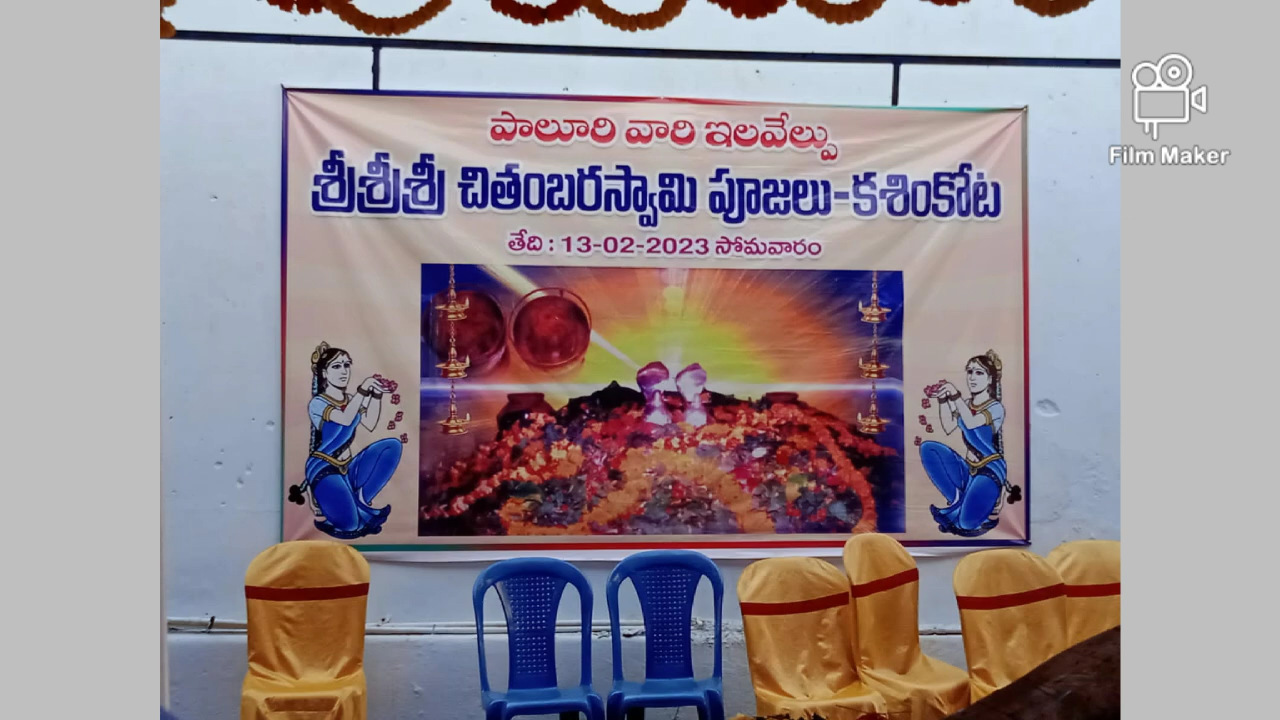 పాలూరి వారి ఇలవేల్పు
శ్రీశ్రీశ్రీ చితంబరస్వామి పూజలు-కశింకోట
తేది : 13-02-2023 సోమవారం
Film Maker